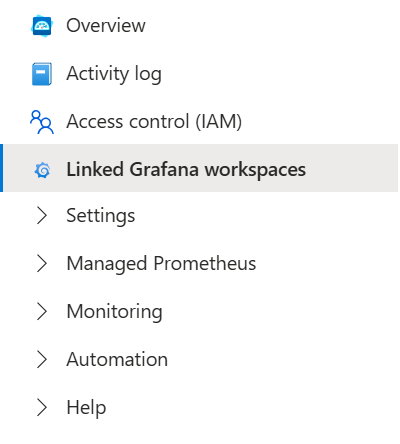 Overview
Activity log
Access control (IAM)
Linked Grafana workspaces
Settings
Managed Prometheus
Monitoring
Automation
Help